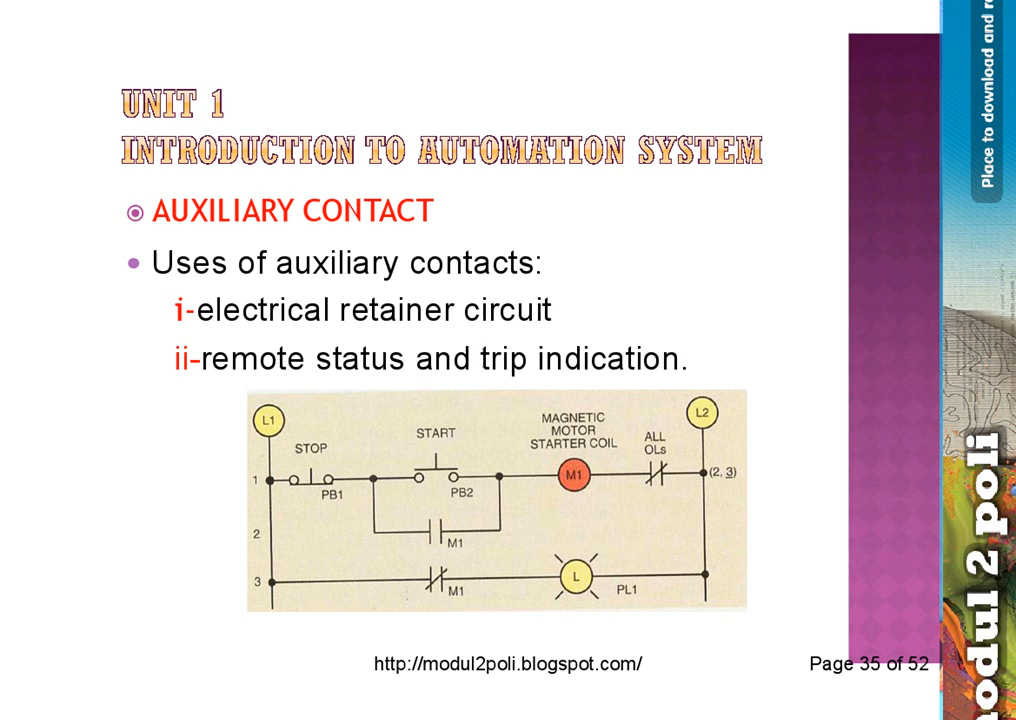 UNIT 1
INTRODUCTION TO AUTOMATION SYSTEM
AUXILIARY CONTACT
Uses of auxiliary contacts:
i-electrical retainer circuit
ii-remote status and trip indication.
L1
L2
STOP
START
MAGNETIC
MOTOR
STARTER COIL
ALL
OLs
1
PB1
PB2
M1
(2, 3)
2
M1
3
M1
L
PL1
http://modul2poli.blogspot.com/
Page 35 of 52
Place to download and
modul 2 poli